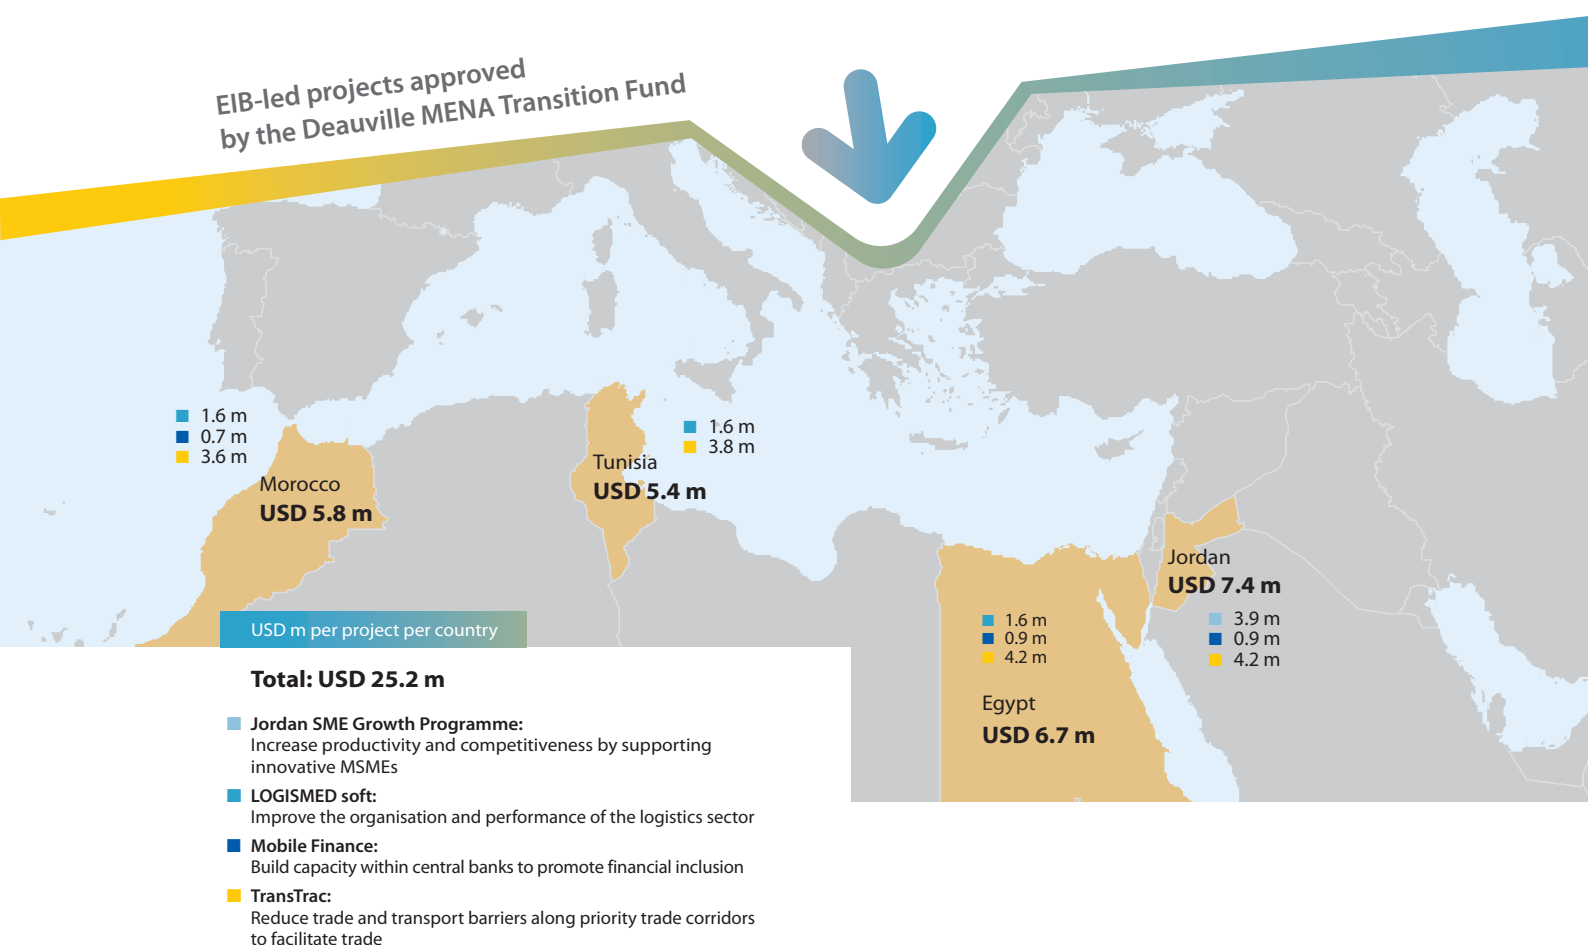 EIB-led projects approved
by the Deauville MENA Transition Fund
1.6 m
0.7 m
3.6 m
Morocco
USD 5.8 m
1.6 m
3.8 m
Tunisia
USD 5.4 m
Jordan
USD 7.4 m
3.9 m
0.9 m
4.2 m
1.6 m
0.9 m
4.2 m
Egypt
USD 6.7 m
USD m per project per country
Total: USD 25.2 m
Jordan SME Growth Programme:
Increase productivity and competitiveness by supporting
innovative MSMEs
LOGISMED soft:
Improve the organisation and performance of the logistics sector
Mobile Finance:
Build capacity within central banks to promote financial inclusion
TransTrac:
Reduce trade and transport barriers along priority trade corridors
to facilitate trade